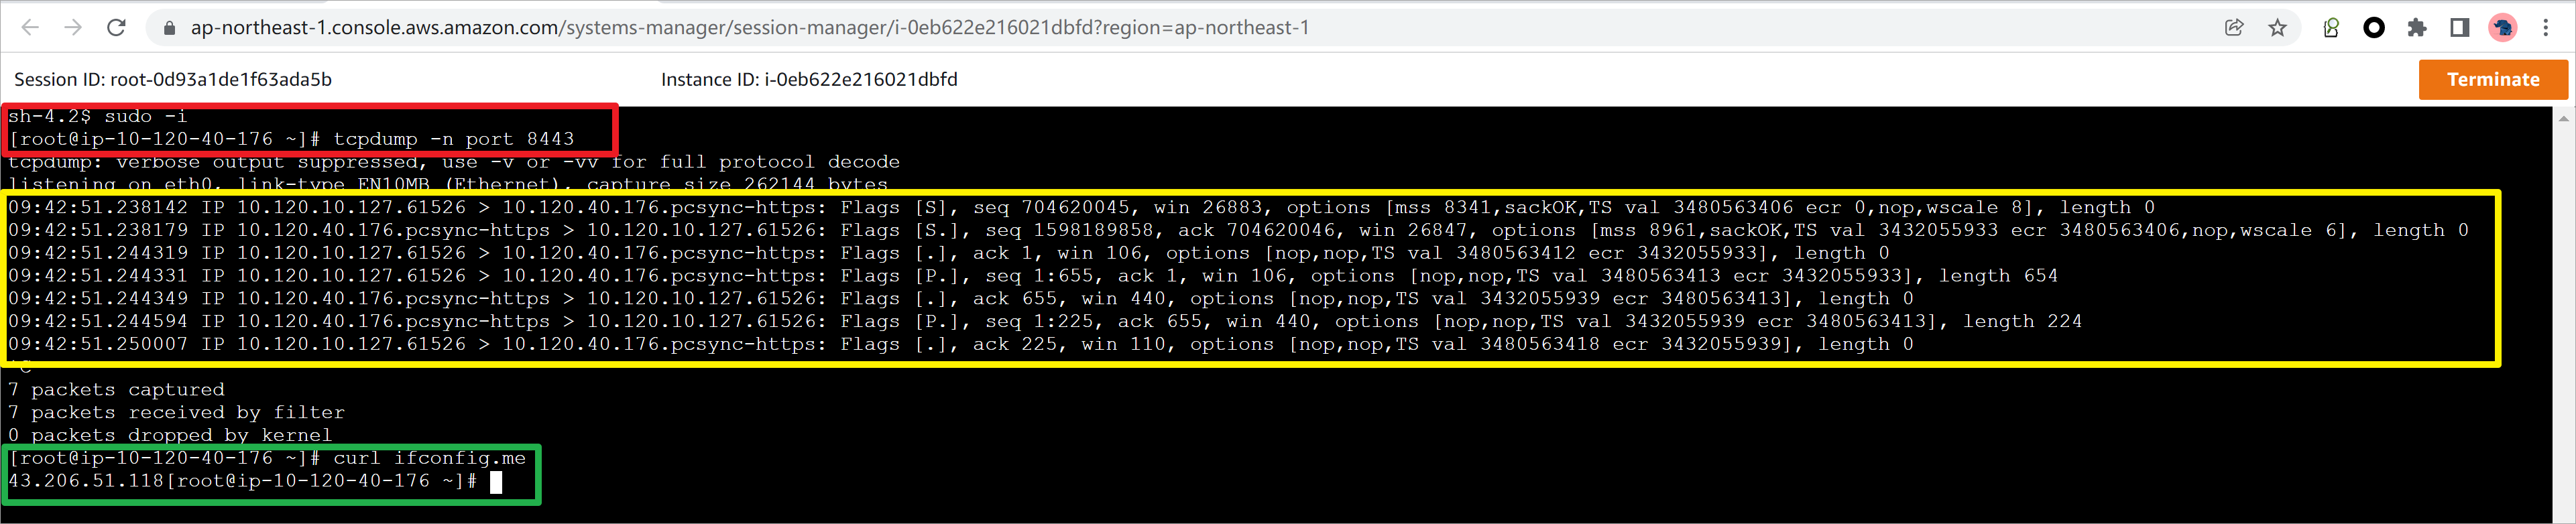 ap-northeast-1.console.aws.amazon.com/systems-manager/session-manager/i-0eb622e216021dbfd?region=ap-northeast-1
Session ID: root-0d93a1de1f63ada5b Instance ID: i-0eb622e216021dbfd Terminate
sh-4.2$ sudo -i
[root@ip-10-120-40-176 ~]# tcpdump -n port 8443
tcpdump: verbose output suppressed, use -v or -vv for full protocol decode
listening on eth0, link-type EN10MB (Ethernet), capture size 262144 bytes
09:42:51.238142 IP 10.120.10.127.61526 > 10.120.40.176.pcsync-https: Flags [S], seq 704620045, win 26883, options [mss 8341,sackOK,TS val 3480563406 ecr 0,nop,wscale 8], length 0
09:42:51.238179 IP 10.120.40.176.pcsync-https > 10.120.10.127.61526: Flags [S.], seq 1598189858, ack 704620046, win 26847, options [mss 8961,sackOK,TS val 3432055933 ecr 3480563406,nop,wscale 6], length 0
09:42:51.244319 IP 10.120.10.127.61526 > 10.120.40.176.pcsync-https: Flags [.], ack 1, win 106, options [nop,nop,TS val 3480563412 ecr 3432055933], length 0
09:42:51.244331 IP 10.120.10.127.61526 > 10.120.40.176.pcsync-https: Flags [P.], seq 1:655, ack 1, win 106, options [nop,nop,TS val 3480563413 ecr 3432055933], length 654
09:42:51.244349 IP 10.120.40.176.pcsync-https > 10.120.10.127.61526: Flags [.], ack 655, win 440, options [nop,nop,TS val 3432055939 ecr 3480563413], length 0
09:42:51.244594 IP 10.120.40.176.pcsync-https > 10.120.10.127.61526: Flags [P.], seq 1:225, ack 655, win 440, options [nop,nop,TS val 3432055939 ecr 3480563413], length 224
09:42:51.250007 IP 10.120.10.127.61526 > 10.120.40.176.pcsync-https: Flags [.], ack 225, win 110, options [nop,nop,TS val 3480563418 ecr 3432055939], length 0
^C
7 packets captured
7 packets received by filter
0 packets dropped by kernel
[root@ip-10-120-40-176 ~]# curl ifconfig.me
43.206.51.118[root@ip-10-120-40-176 ~]#